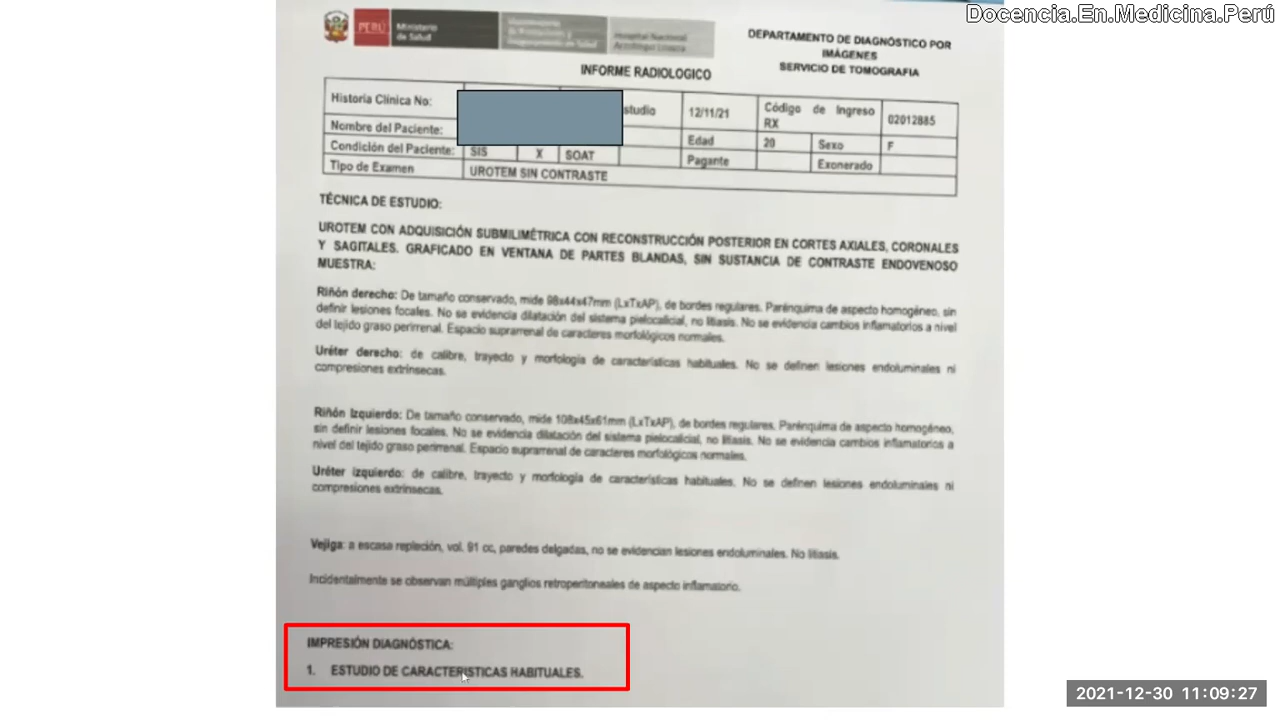 Docencia.En.Medicina.Perú
PERÚ
Ministerio
de Salud
Hospital Nacional
DEPARTAMENTO DE DIAGNÓSTICO POR
IMÁGENES
SERVICIO DE TOMOGRAFIA
INFORME RADIOLOGICO
Historia Clínica No: studio 12/11/21 Código de Ingreso
RX 02012885
Nombre del Paciente: Edad 20 Sexo F
Condición del Paciente: SIS X SOAT Pagante Exonerado
Tipo de Examen UROTEM SIN CONTRASTE
TÉCNICA DE ESTUDIO:
UROTEM CON ADQUISICIÓN SUBMILIMÉTRICA CON RECONSTRUCCIÓN POSTERIOR EN CORTES AXIALES, CORONALES
Y SAGITALES. GRAFICADO EN VENTANA DE PARTES BLANDAS, SIN SUSTANCIA DE CONTRASTE ENDOVENOSO
MUESTRA:
Riñón derecho: De tamaño conservado, mide 98x44x47mm (LxTxAP), de bordes regulares. Parénquima de aspecto homogéneo, sin
definir lesiones focales. No se evidencia dilatación del sistema pielocalicial, no litiasis. No se evidencia cambios inflamatorios a nivel
del tejido graso perirrenal. Espacio suprarrenal de caracteres morfológicos normales.
Uréter derecho: de calibre, trayecto y morfología de características habituales. No se definen lesiones endoluminales ni
compresiones extrínsecas.
Riñón Izquierdo: De tamaño conservado, mide 108x45x61mm (LxTxAP), de bordes regulares. Parénquima de aspecto homogéneo,
sin definir lesiones focales. No se evidencia dilatación del sistema pielocalicial, no litiasis. No se evidencia cambios inflamatorios a
nivel del tejido graso perirrenal. Espacio suprarrenal de caracteres morfológicos normales.
Uréter izquierdo: de calibre, trayecto y morfología de características habituales. No se definen lesiones endoluminales ni
compresiones extrínsecas.
Vejiga: a escasa repleción, vol. 91 cc, paredes delgadas, no se evidencian lesiones endoluminales. No litiasis.
Incidentalmente se observan múltiples ganglios retroperitoneales de aspecto inflamatorio.
IMPRESIÓN DIAGNÓSTICA:
1. ESTUDIO DE CARACTERISTICAS HABITUALES.
2021-12-30 11:09:27